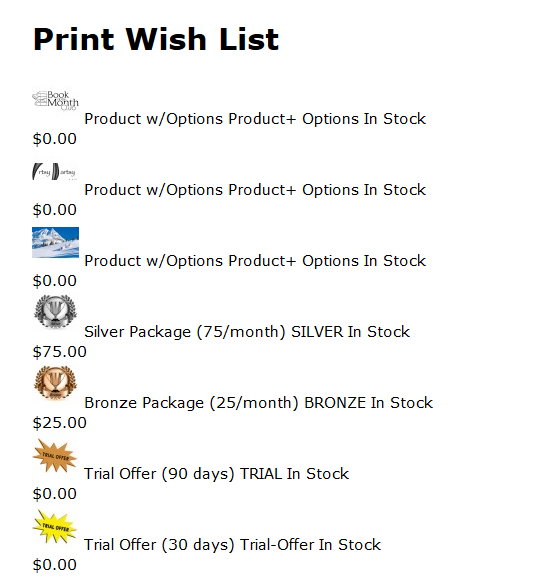 Print Wish List
Book
Month
Club
Product w/Options Product+ Options In Stock
$0.00
Product w/Options Product+ Options In Stock
$0.00
Product w/Options Product+ Options In Stock
$0.00
Silver Package (75/month) SILVER In Stock
$75.00
Bronze Package (25/month) BRONZE In Stock
$25.00
TRIAL OFFER
Trial Offer (90 days) TRIAL In Stock
$0.00
TRIAL OFFER
Trial Offer (30 days) Trial-Offer In Stock
$0.00